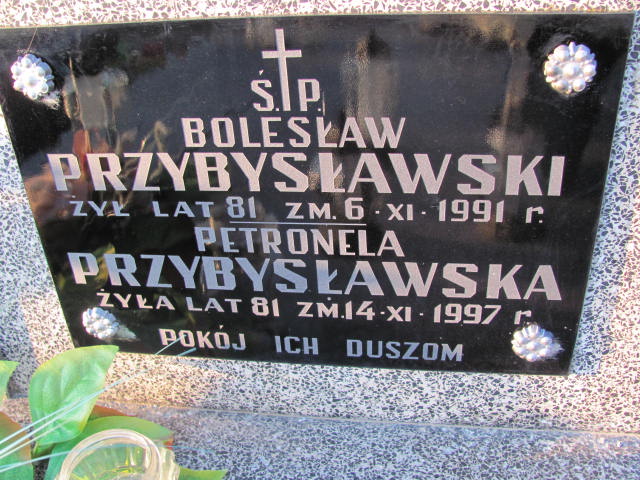 Ś.P.
BOLESŁAW
PRZYBYSŁAWSKI
ŻYŁ LAT 81 ZM. 6·XI·1991 r.
PETRONELA
PRZYBYSŁAWSKA
ŻYŁA LAT 81 ZM.14·XI·1997 r.
POKÓJ ICH DUSZOM